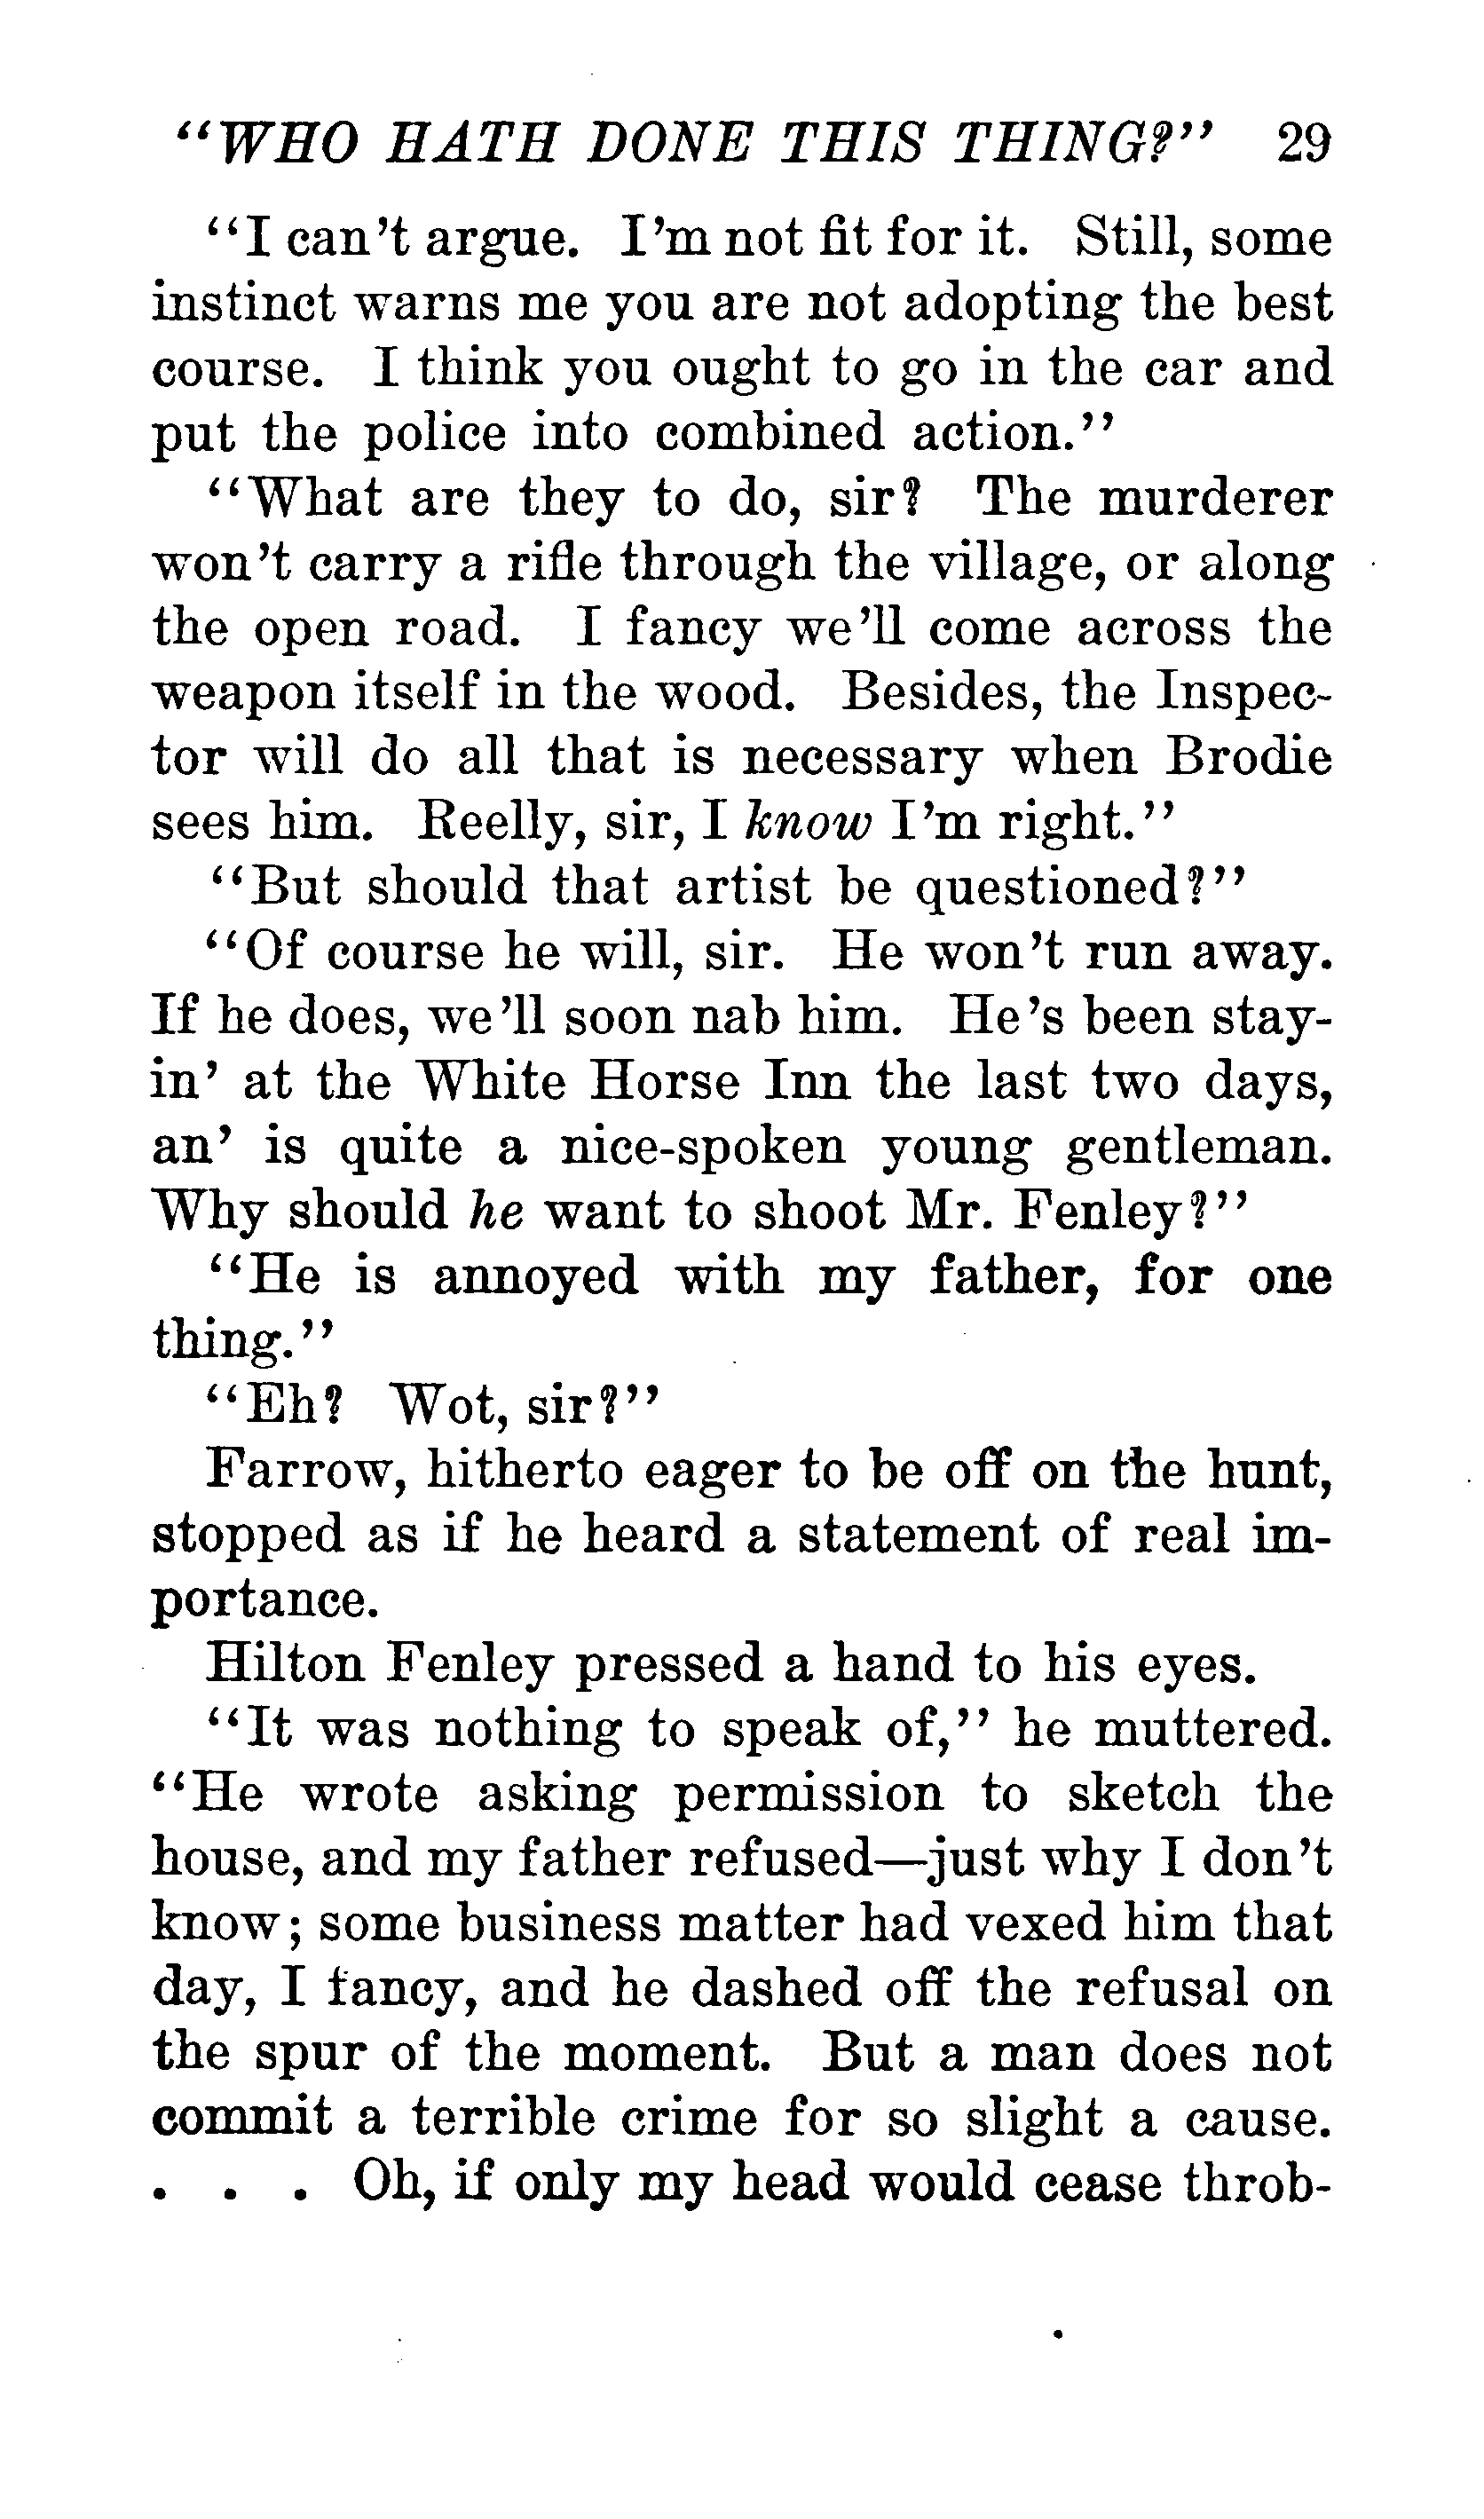 "WHO HATH DONE THIS THING?" 29
"I can't argue. I'm not fit for it. Still, some
instinct warns me you are not adopting the best
course. I think you ought to go in the car and
put the police into combined action."
"What are they to do, sir? The murderer
won't carry a rifle through the village, or along
the open road. I fancy we'll come across the
weapon itself in the wood. Besides, the Inspec-
tor will do all that is necessary when Brodie
sees him. Reelly, sir, I know I'm right."
"But should that artist be questioned?"
"Of course he will, sir. He won't run away.
If he does, we'll soon nab him. He's been stay-
in' at the White Horse Inn the last two days,
an' is quite a nice-spoken young gentleman.
Why should he want to shoot Mr. Fenley?"
"He is annoyed with my father, for one
thing."
"Eh? Wot, sir?"
Farrow, hitherto eager to be off on the hunt,
stopped as if he heard a statement of real im-
portance.
Hilton Fenley pressed a hand to his eyes.
"It was nothing to speak of," he muttered.
"He wrote asking permission to sketch the
house, and my father refused—just why I don't
know; some business matter had vexed him that
day, I fancy, and he dashed off the refusal on
the spur of the moment. But a man does not
commit a terrible crime for so slight a cause.
. . . Oh, if only my head would cease throb-